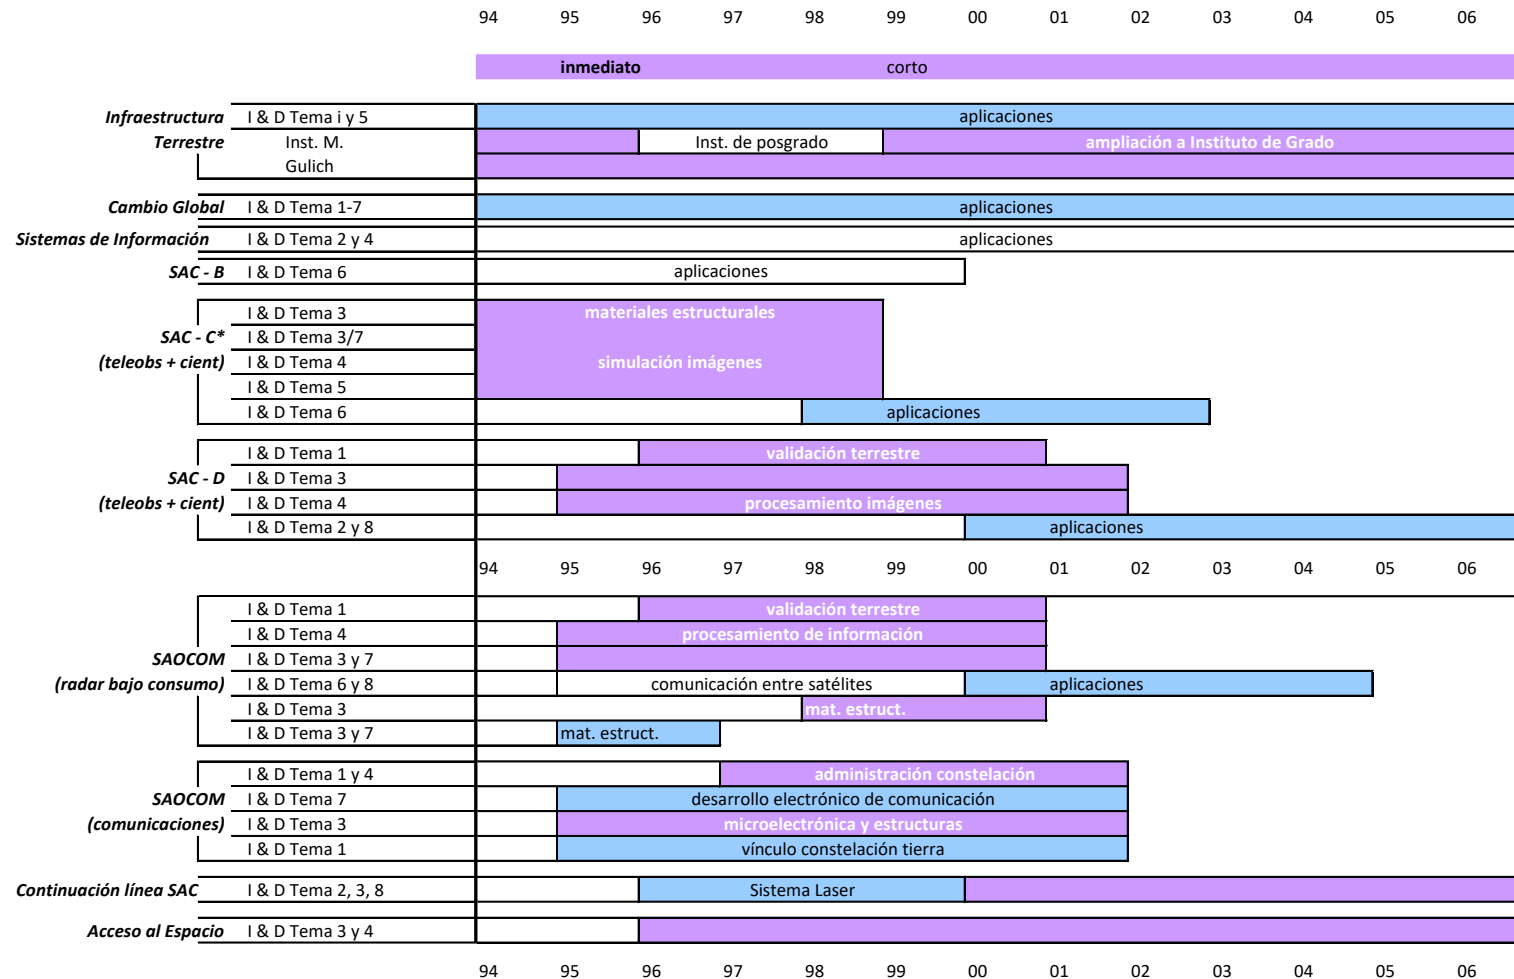 94 95 96 97 98 99 00 01 02 03 04 05 06
inmediato corto
Infraestructura I & D Tema i y 5 aplicaciones
Terrestre Inst. M. Inst. de posgrado ampliación a Instituto de Grado
Gulich
Cambio Global I & D Tema 1-7 aplicaciones
Sistemas de Información I & D Tema 2 y 4 aplicaciones
SAC - B I & D Tema 6 aplicaciones
I & D Tema 3 materiales estructurales
SAC - C* I & D Tema 3/7
(teleobs + cient) I & D Tema 4 simulación imágenes
I & D Tema 5
I & D Tema 6 aplicaciones
I & D Tema 1 validación terrestre
SAC - D I & D Tema 3
(teleobs + cient) I & D Tema 4 procesamiento imágenes
I & D Tema 2 y 8 aplicaciones
94 95 96 97 98 99 00 01 02 03 04 05 06
I & D Tema 1 validación terrestre
I & D Tema 4 procesamiento de información
SAOCOM I & D Tema 3 y 7
(radar bajo consumo) I & D Tema 6 y 8 comunicación entre satélites aplicaciones
I & D Tema 3 mat. estruct.
I & D Tema 3 y 7 mat. estruct.
I & D Tema 1 y 4 administración constelación
SAOCOM I & D Tema 7 desarrollo electrónico de comunicación
(comunicaciones) I & D Tema 3 microelectrónica y estructuras
I & D Tema 1 vínculo constelación tierra
Continuación línea SAC I & D Tema 2, 3, 8 Sistema Laser
Acceso al Espacio I & D Tema 3 y 4
94 95 96 97 98 99 00 01 02 03 04 05 06